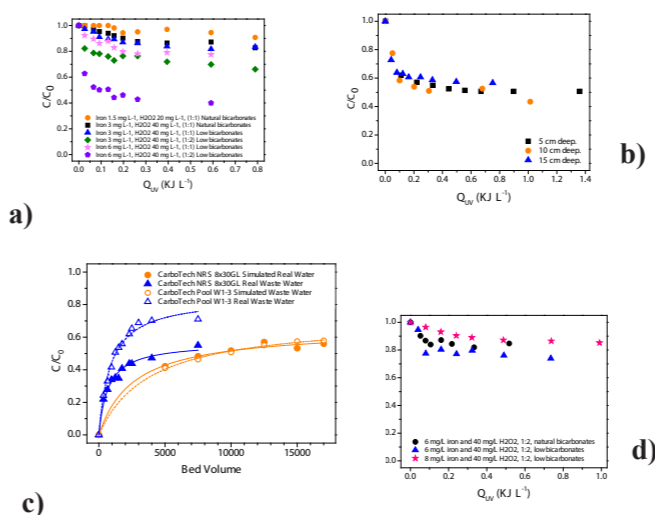 1.0
0.8
0.6
0.4
0.2
0.0
C/C0
Iron 1.5 mg L-1, H2O2 20 mg L-1, (1:1) Natural bicarbonates
Iron 3 mg L-1, H2O2 40 mg L-1, (1:1) Natural bicarbonates
Iron 3 mg L-1, H2O2 40 mg L-1, (1:1) Low bicarbonates
Iron 3 mg L-1, H2O2 40 mg L-1, (1:2) Low bicarbonates
Iron 6 mg L-1, H2O2 40 mg L-1, (1:1) Low bicarbonates
Iron 6 mg L-1, H2O2 40 mg L-1, (1:2) Low bicarbonates
0.0 0.1 0.2 0.3 0.4 0.5 0.6 0.7 0.8
QUV (KJ L-1)
a)
1.0
0.8
0.6
0.4
0.2
0.0
C/C0
5 cm deep.
10 cm deep.
15 cm deep.
0.0 0.2 0.4 0.6 0.8 1.0 1.2 1.4
QUV (KJ L-1)
b)
CarboTech NRS 8x30GL Simulated Real Water
CarboTech NRS 8x30GL Real Waste Water
CarboTech Pool W1-3 Simulated Waste Water
CarboTech Pool W1-3 Real Waste Water
1.0
0.8
0.6
0.4
0.2
0.0
C/C0
0 5000 10000 15000
Bed Volume
c)
1.0
0.8
0.6
0.4
C/C0
6 mg/L iron and 40 mg/L H2O2, 1:2, natural bicarbonates
6 mg/L iron and 40 mg/L H2O2, 1:2, low bicarbonates
8 mg/L iron and 40 mg/L H2O2, 1:2, low bicarbonates
0.0 0.2 0.4 0.6 0.8 1.0
QUV (KJ L-1)
d)